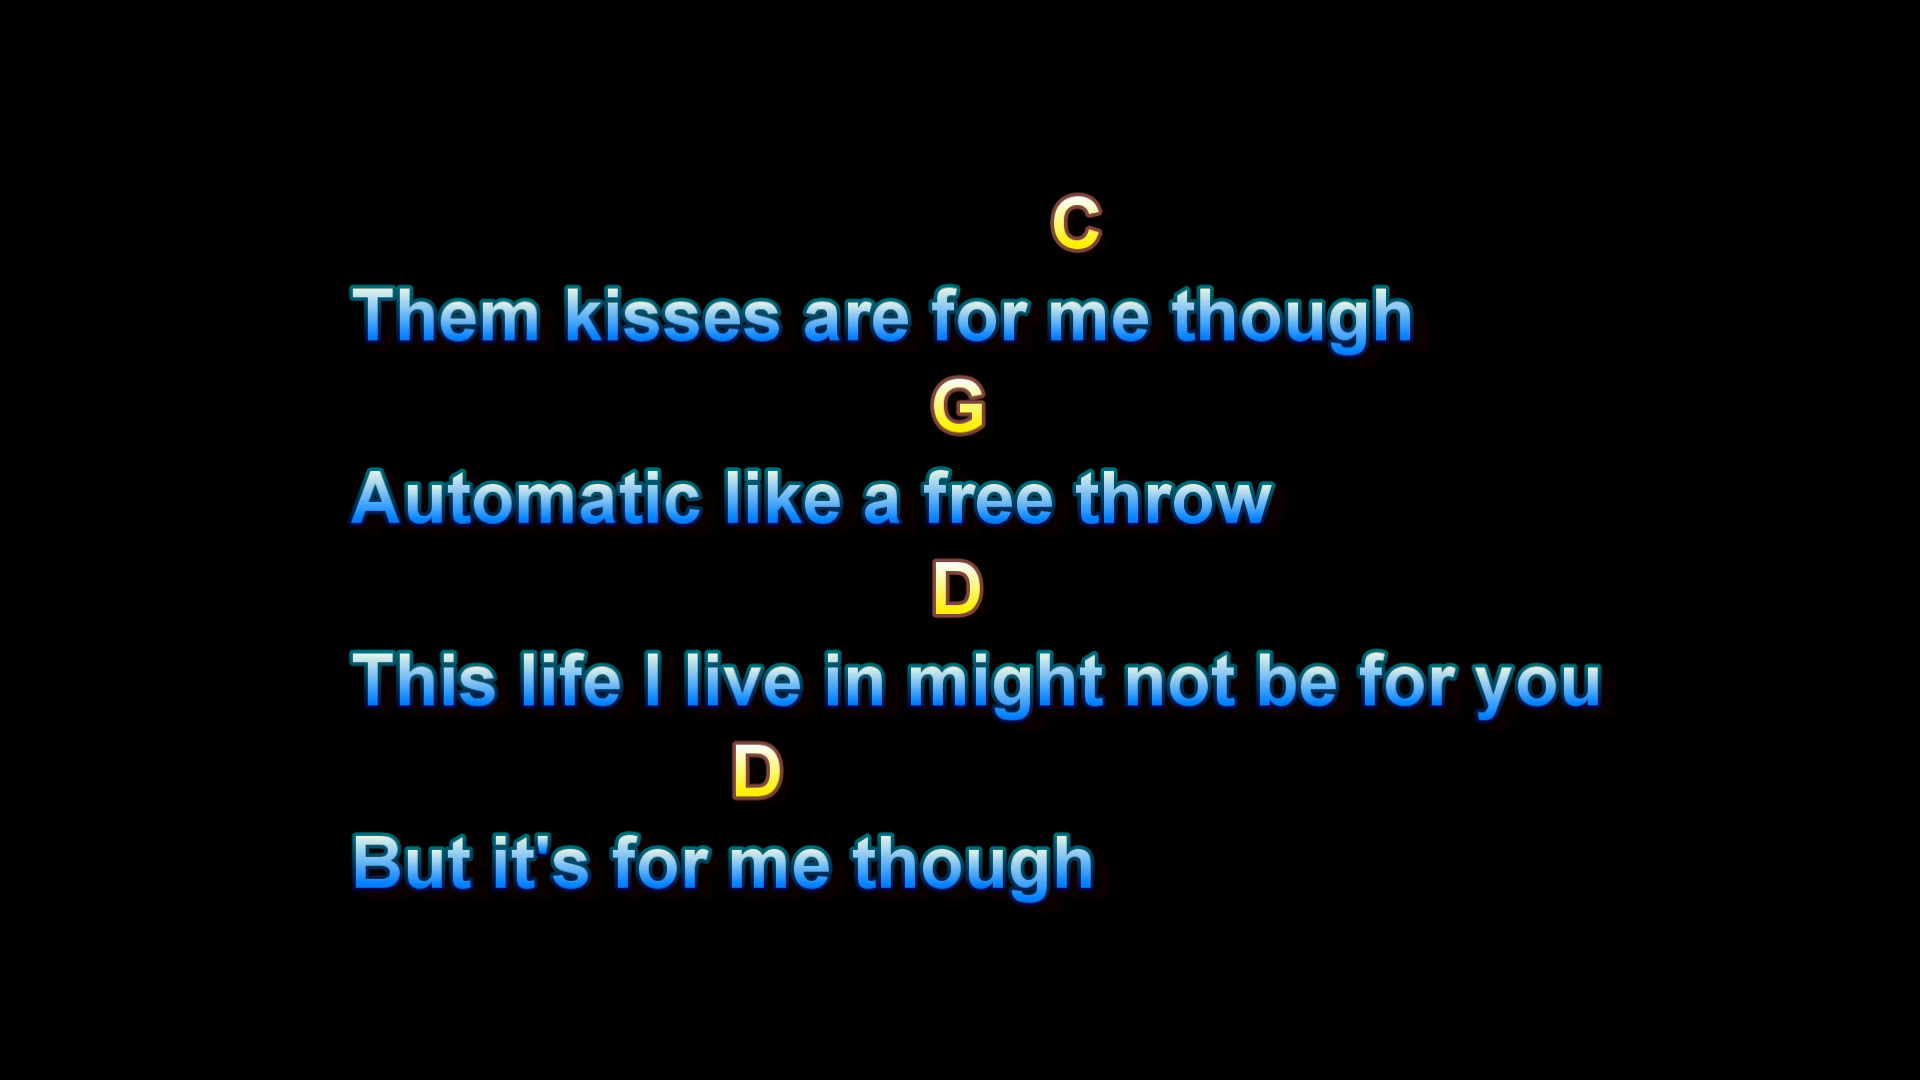 C
Them kisses are for me though
G
Automatic like a free throw
D
This life I live in might not be for you
D
But it's for me though